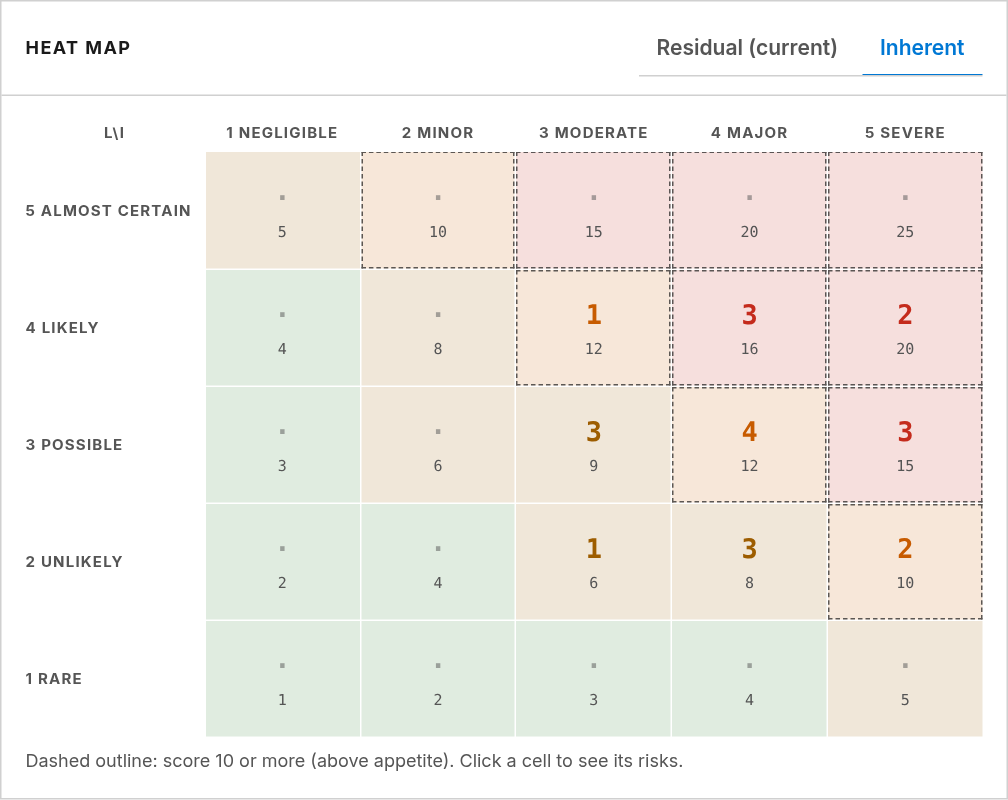 HEAT MAP
Residual (current) Inherent
L\I 1 NEGLIGIBLE 2 MINOR 3 MODERATE 4 MAJOR 5 SEVERE
5 ALMOST CERTAIN
· · · · ·
5 10 15 20 25
4 LIKELY
· · 1 3 2
4 8 12 16 20
3 POSSIBLE
· · 3 4 3
3 6 9 12 15
2 UNLIKELY
· · 1 3 2
2 4 6 8 10
1 RARE
· · · · ·
1 2 3 4 5
Dashed outline: score 10 or more (above appetite). Click a cell to see its risks.